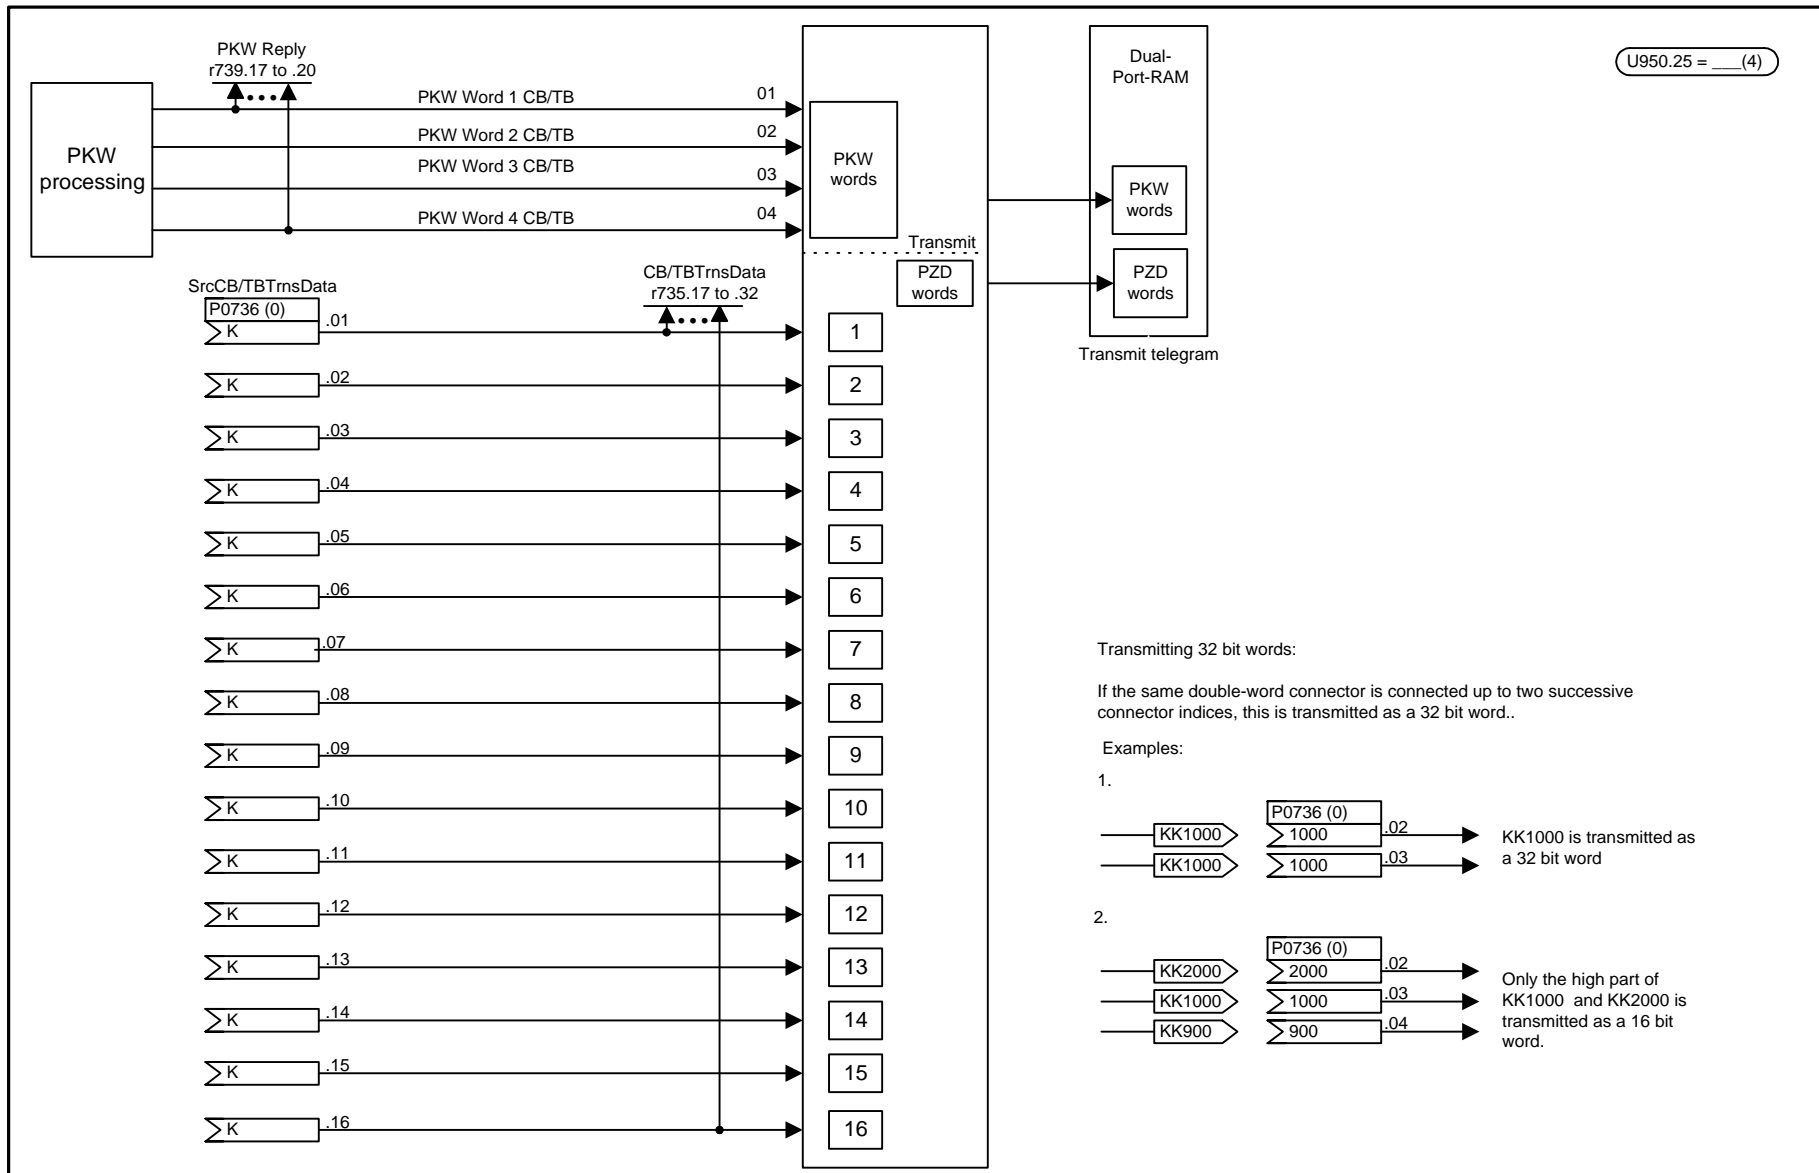 PKW Reply
r739.17 to .20
PKW
processing
PKW Word 1 CB/TB
01
PKW Word 2 CB/TB
02
PKW Word 3 CB/TB
03
PKW Word 4 CB/TB
04
PKW
words
Transmit
PZD
words
Dual-
Port-RAM
PKW
words
PZD
words
Transmit telegram
U950.25 = ___(4)
SrcCB/TBTrnsData
P0736 (0)
CB/TBTrnsData
r735.17 to .32
K .01 1
K .02 2
K .03 3
K .04 4
K .05 5
K .06 6
K .07 7
K .08 8
K .09 9
K .10 10
K .11 11
K .12 12
K .13 13
K .14 14
K .15 15
K .16 16
Transmitting 32 bit words:
If the same double-word connector is connected up to two successive
connector indices, this is transmitted as a 32 bit word..
Examples:
1.
P0736 (0)
KK1000 1000 .02
KK1000 1000 .03
KK1000 is transmitted as
a 32 bit word
2.
P0736 (0)
KK2000 2000 .02
KK1000 1000 .03
KK900 900 .04
Only the high part of
KK1000 and KK2000 is
transmitted as a 16 bit
word.